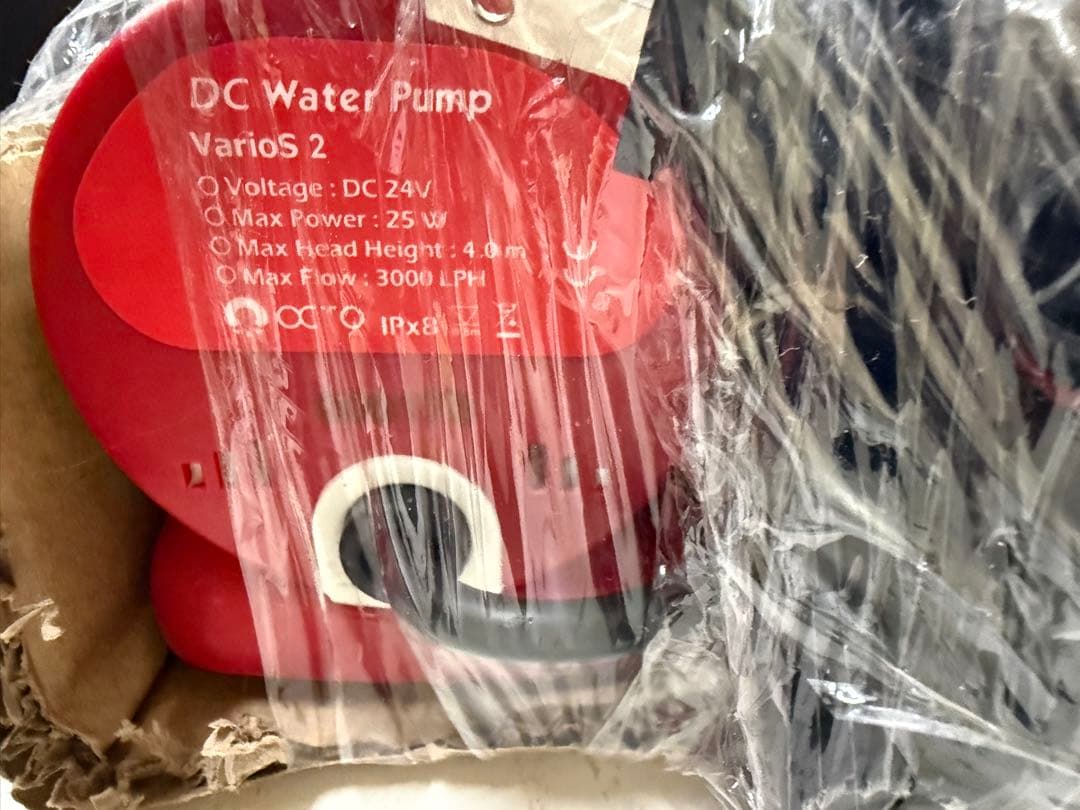 DC Water Pump
VarioS 2
Voltage : DC 24V
Max Power : 25 W
Max Head Height : 4.0 m
Max Flow : 3000 LPH
OCTO IPx8